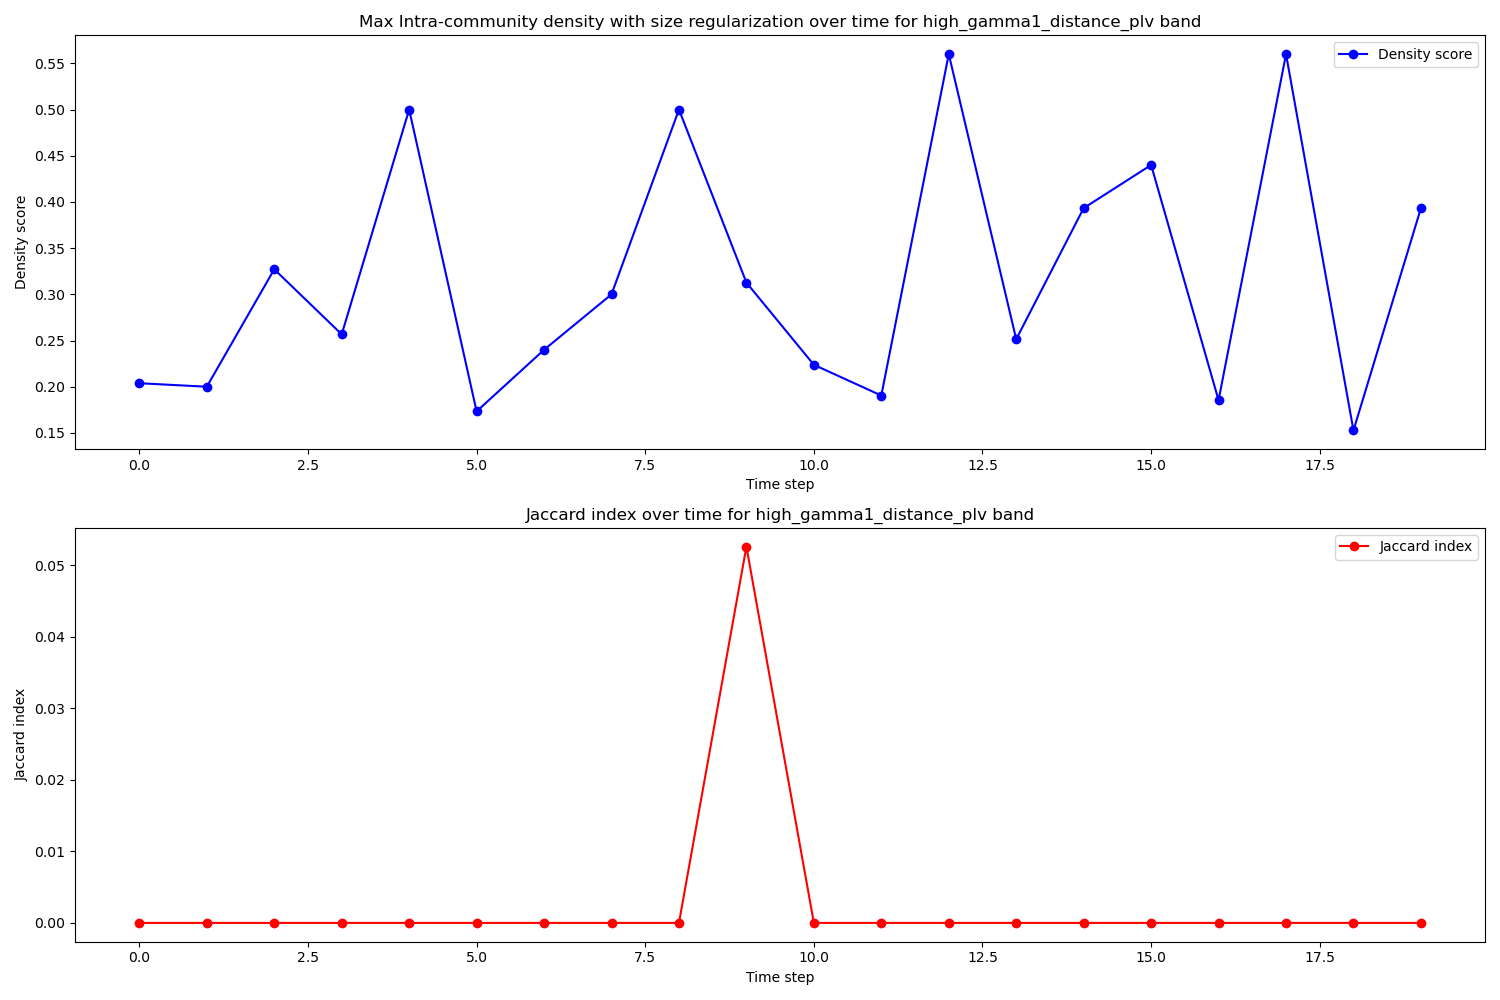 Max Intra-community density with size regularization over time for high_gamma1_distance_plv band
Density score
0.55
0.50
0.45
0.40
0.35
0.30
0.25
0.20
0.15
Density score
0.0 2.5 5.0 7.5 10.0 12.5 15.0 17.5
Time step
Jaccard index over time for high_gamma1_distance_plv band
Jaccard index
0.05
0.04
0.03
0.02
0.01
0.00
Jaccard index
0.0 2.5 5.0 7.5 10.0 12.5 15.0 17.5
Time step